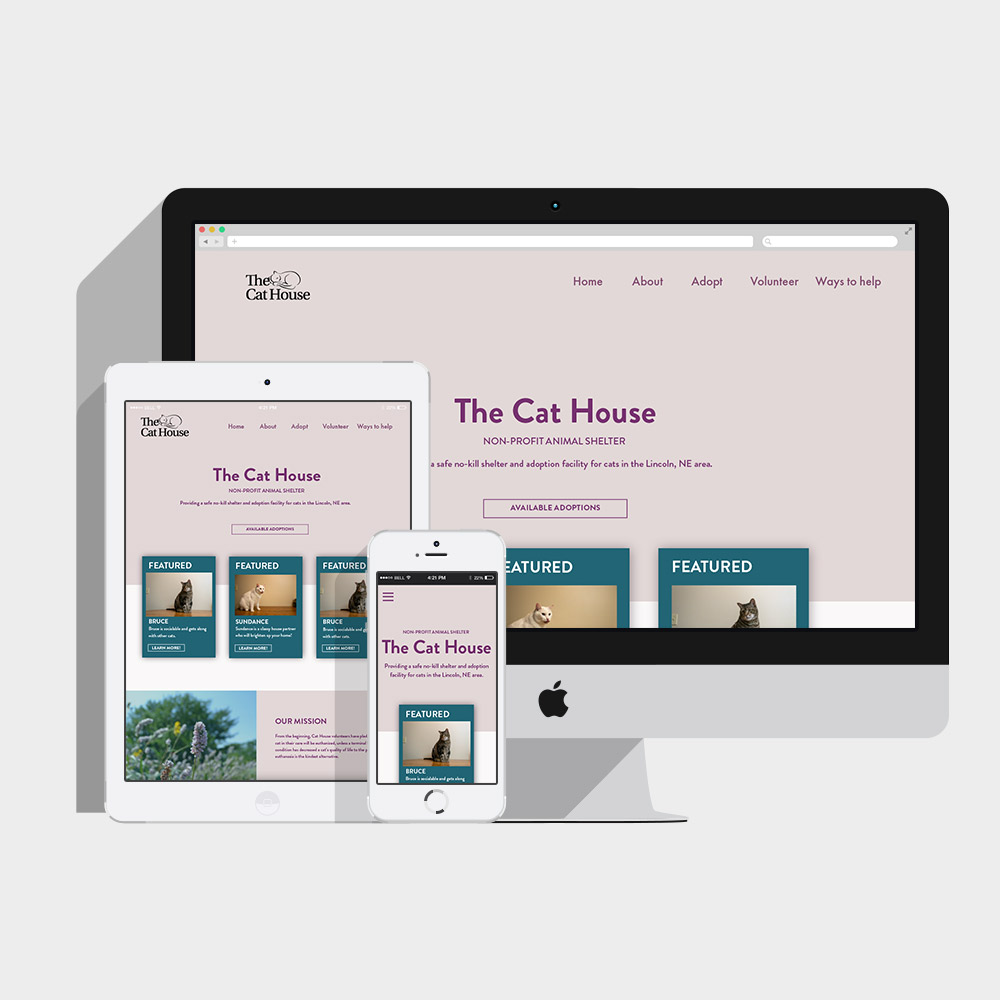 The
Cat House
Home About Adopt Volunteer Ways to help
The Cat House
NON-PROFIT ANIMAL SHELTER
a safe no-kill shelter and adoption facility for cats in the Lincoln, NE area.
AVAILABLE ADOPTIONS
EATURED
FEATURED
BELL 4:21 PM 22%
The
Cat House
Home About Adopt Volunteer Ways to help
The Cat House
NON-PROFIT ANIMAL SHELTER
Providing a safe no-kill shelter and adoption facility for cats in the Lincoln, NE area.
AVAILABLE ADOPTIONS
FEATURED
BRUCE
Bruce is sociable and gets along
with other cats.
LEARN MORE!
FEATURED
SUNDANCE
Sundance is a classy house partner
who will brighten up your home!
LEARN MORE!
FEATURED
BRUCE
Bruce is sociable and
with other cats.
LEARN MORE!
OUR MISSION
From the beginning, Cat House volunteers have
cat in their care will be euthanized, unless a terminal
condition has decreased a cat's quality of life to the
euthanasia is the kindest alternative.
BELL 4:21 PM 22%
NON-PROFIT ANIMAL SHELTER
The Cat House
Providing a safe no-kill shelter and adoption
facility for cats in the Lincoln, NE area.
FEATURED
BRUCE
Bruce is sociable and gets along